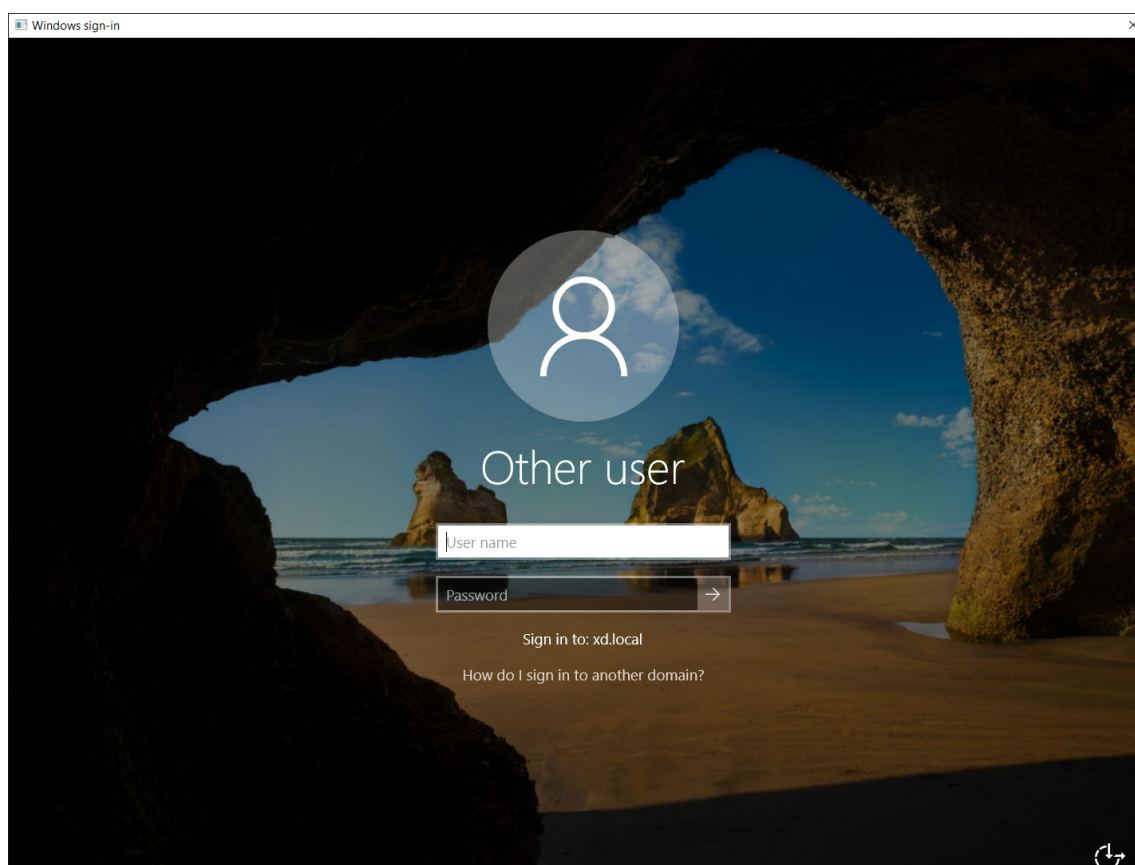 Windows sign-in
Other user
User name
Password
Sign in to: xd.local
How do I sign in to another domain?